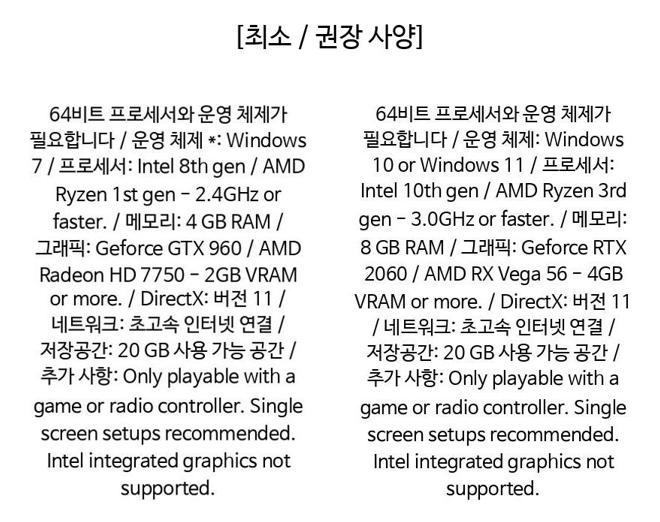 [최소 / 권장 사양]
64비트 프로세서와 운영 체제가
필요합니다 / 운영 체제 *: Windows
7 / 프로세서: Intel 8th gen / AMD
Ryzen 1st gen – 2.4GHz or
faster. / 메모리: 4 GB RAM /
그래픽: Geforce GTX 960 / AMD
Radeon HD 7750 – 2GB VRAM
or more. / DirectX: 버전 11 /
네트워크: 초고속 인터넷 연결 /
저장공간: 20 GB 사용 가능 공간 /
추가 사항: Only playable with a
game or radio controller. Single
screen setups recommended.
Intel integrated graphics not
supported.
64비트 프로세서와 운영 체제가
필요합니다 / 운영 체제: Windows
10 or Windows 11 / 프로세서:
Intel 10th gen / AMD Ryzen 3rd
gen – 3.0GHz or faster. / 메모리:
8 GB RAM / 그래픽: Geforce RTX
2060 / AMD RX Vega 56 – 4GB
VRAM or more. / DirectX: 버전 11
/ 네트워크: 초고속 인터넷 연결 /
저장공간: 20 GB 사용 가능 공간 /
추가 사항: Only playable with a
game or radio controller. Single
screen setups recommended.
Intel integrated graphics not
supported.